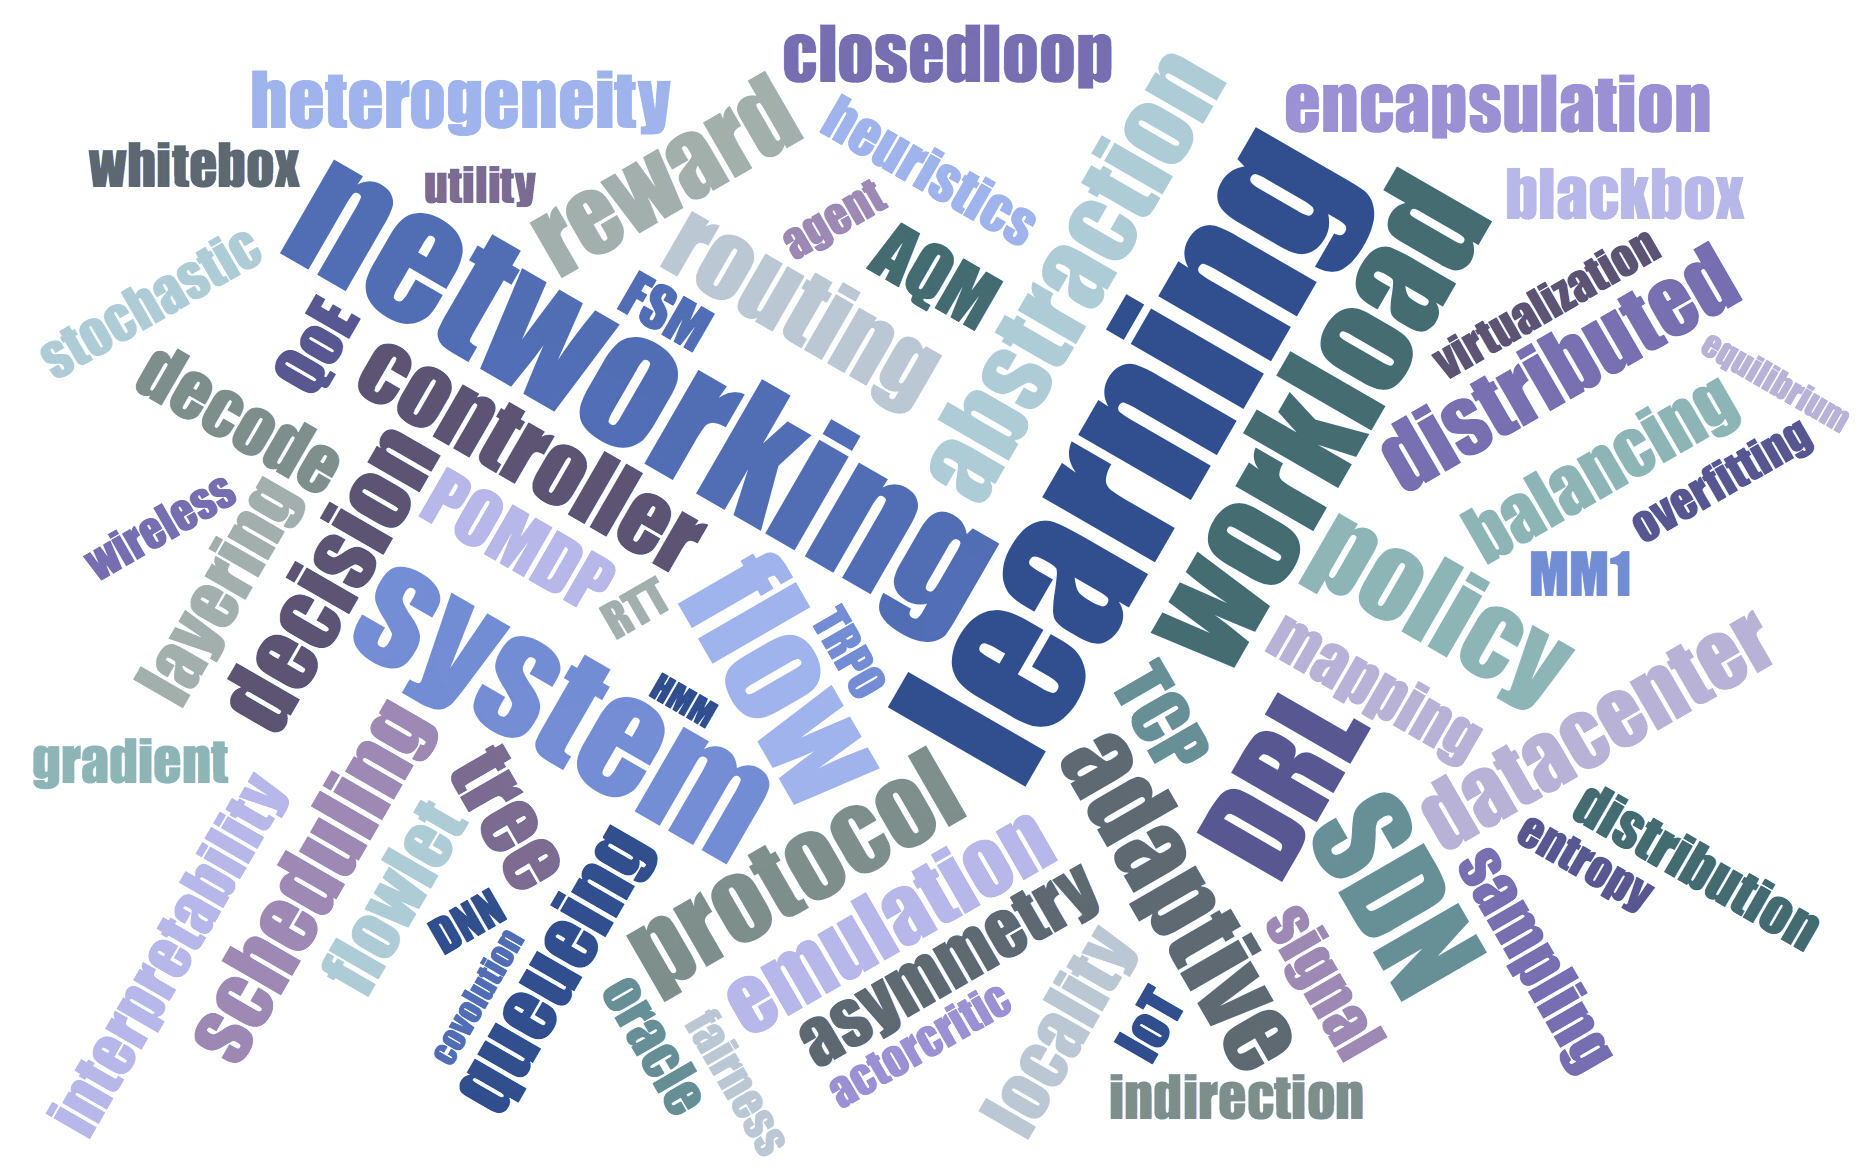 closedloop
heterogeneity
encapsulation
reward
abstraction
heuristics
whitebox
utility
networking
learning
workload
blackbox
agent
routing
AQM
stochastic
virtualization
distributed
FSM
QoE
equilibrium
decode
controller
balancing
decision
overfitting
wireless
layering
POMDP
policy
MM1
flow
RTT
TRPO
system
mapping
datacenter
HMM
TCP
DRL
gradient
scheduling
tree
protocol
adaptive
interpretability
flowlet
queueing
emulation
SDN
distribution
entropy
sampling
DNN
asymmetry
covolution
signal
locality
oracle
fairness
actorcritic
IoT
indirection